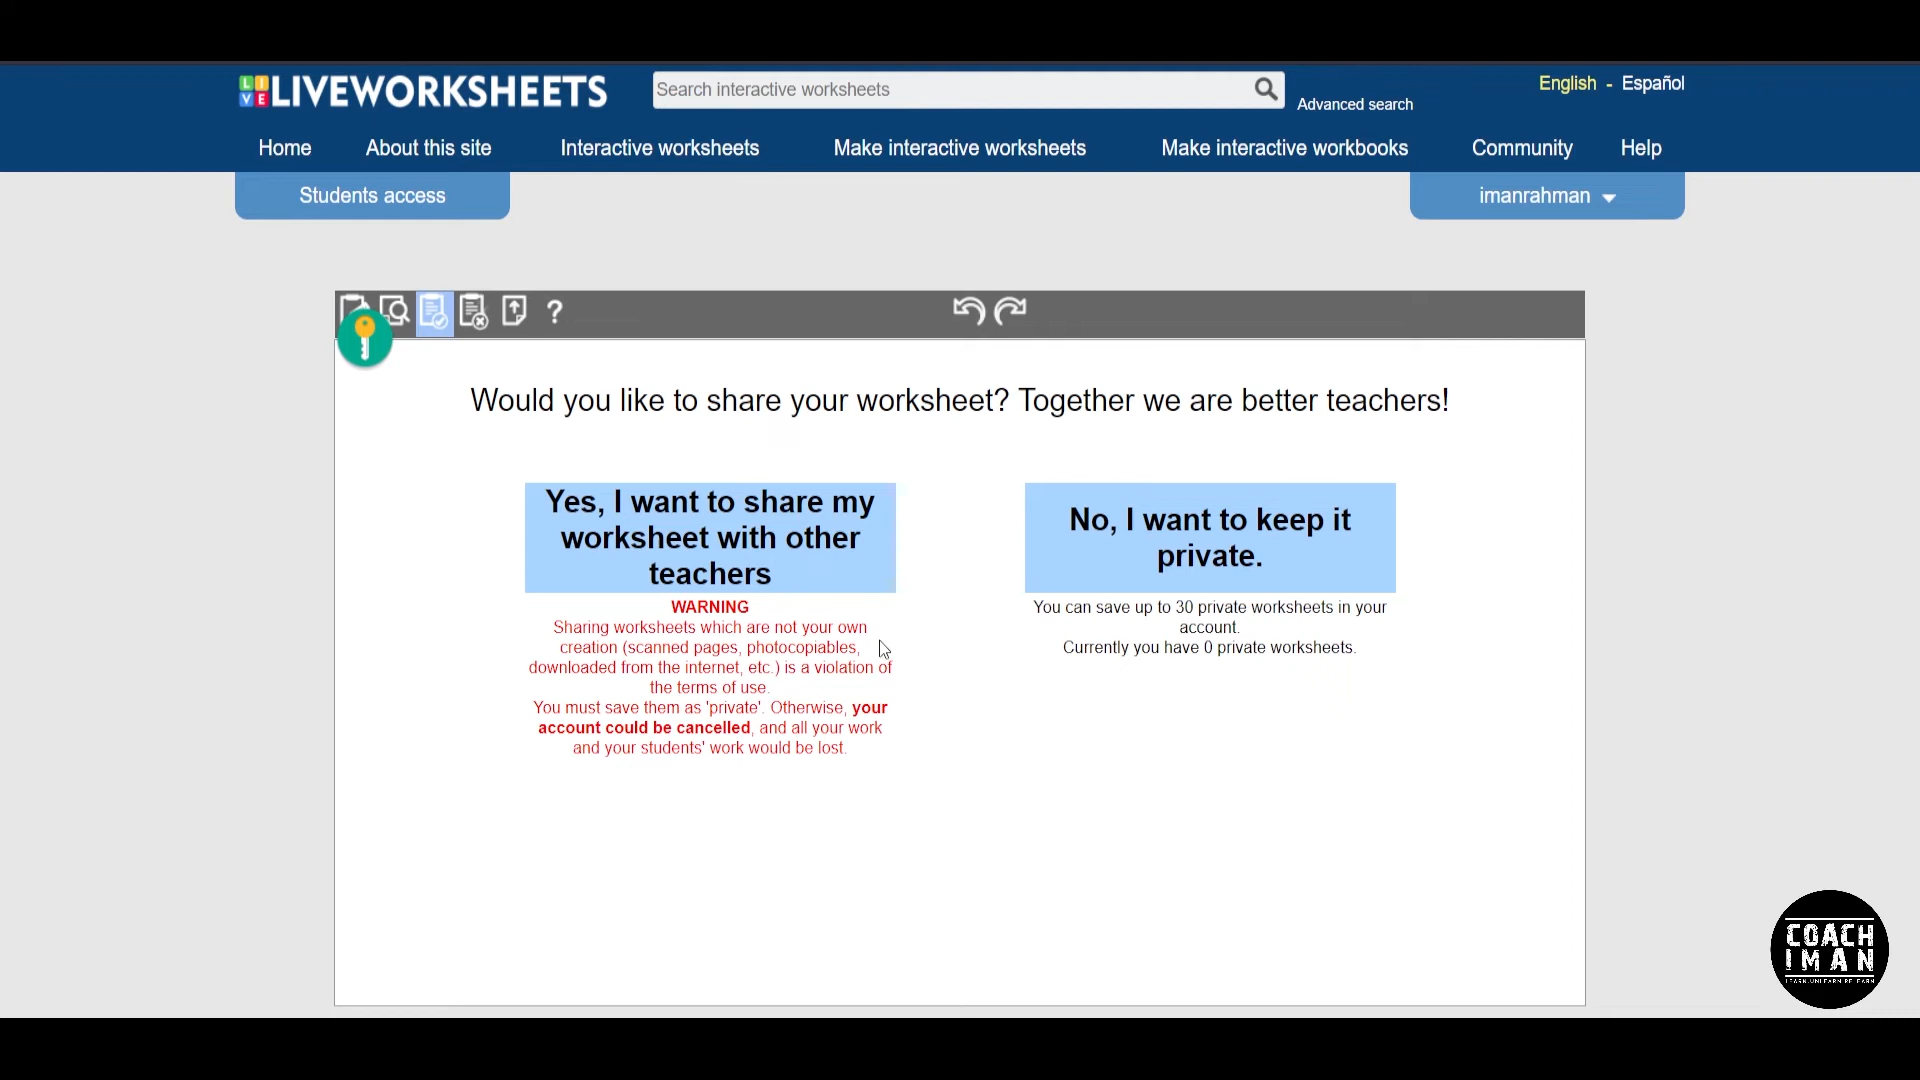 LIVE LIVEWORKSHEETS
Search interactive worksheets
Advanced search
English - Español
Home About this site Interactive worksheets Make interactive worksheets Make interactive workbooks Community Help
Students access
imanrahman
?
Would you like to share your worksheet? Together we are better teachers!
Yes, I want to share my
worksheet with other
teachers
WARNING
Sharing worksheets which are not your own
creation (scanned pages, photocopiables,
downloaded from the internet, etc.) is a violation of
the terms of use.
You must save them as 'private'. Otherwise, your
account could be cancelled, and all your work
and your students' work would be lost.
No, I want to keep it
private.
You can save up to 30 private worksheets in your
account.
Currently you have 0 private worksheets.
COACH
IMAN
LEARN.UNLEARN.RELEARN